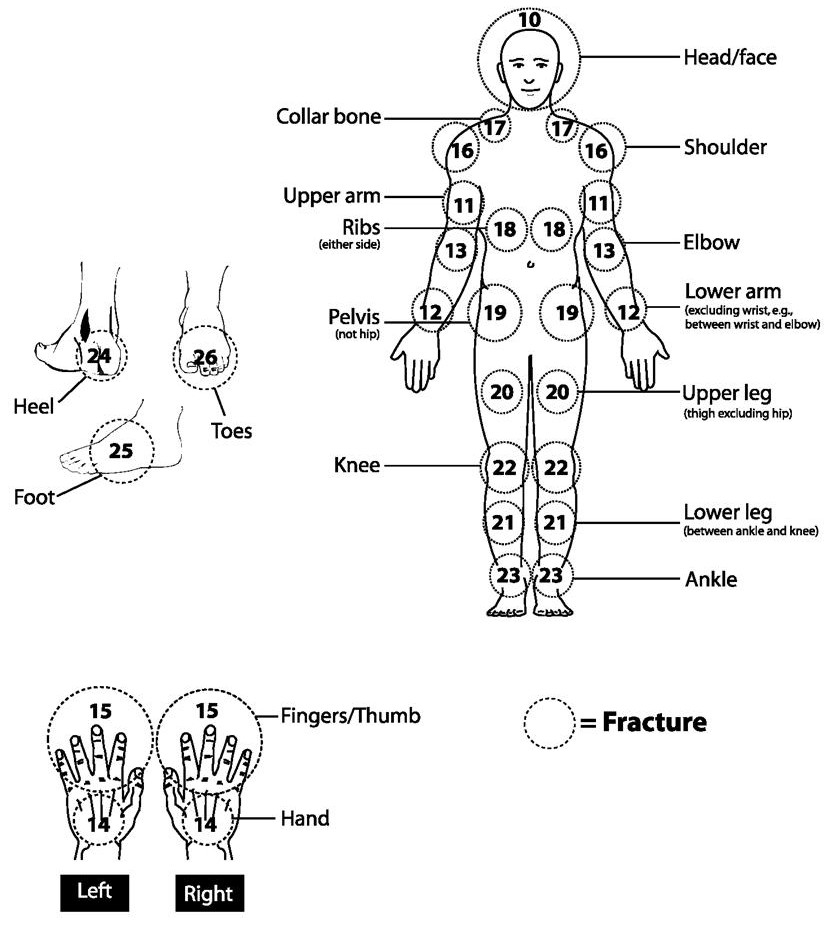 10
Head/face
Collar bone
17
17
16
16
Shoulder
Upper arm
11
11
Ribs
(either side)
18
18
13
13
Elbow
Lower arm
(excluding wrist, e.g.,
between wrist and elbow)
12
12
Pelvis
(not hip)
19
19
24
26
Heel
Toes
25
Foot
20
20
Upper leg
(thigh excluding hip)
Knee
22
22
21
21
Lower leg
(between ankle and knee)
23
23
Ankle
15
15
Fingers/Thumb
= Fracture
14
14
Hand
Left
Right